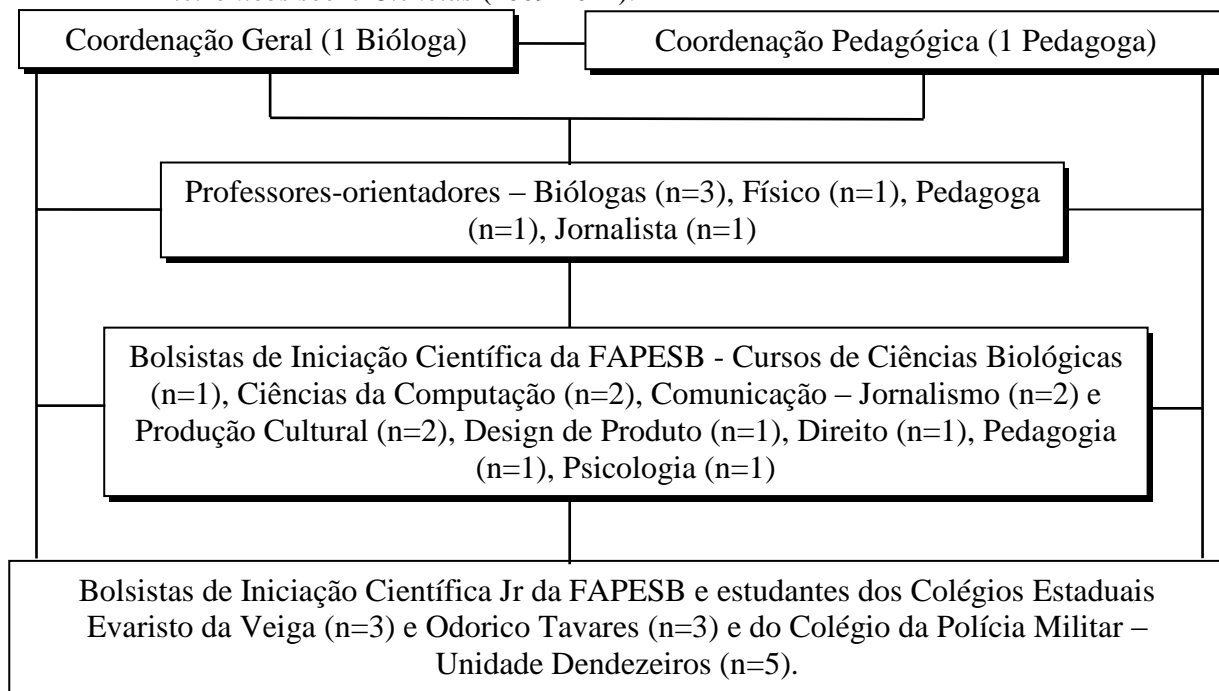 Coordenação Geral (1 Bióloga)
Coordenação Pedagógica (1 Pedagoga)
Professores-orientadores – Biólogas (n=3), Físico (n=1), Pedagoga
(n=1), Jornalista (n=1)
Bolsistas de Iniciação Científica da FAPESB - Cursos de Ciências Biológicas
(n=1), Ciências da Computação (n=2), Comunicação – Jornalismo (n=2) e
Produção Cultural (n=2), Design de Produto (n=1), Direito (n=1), Pedagogia
(n=1), Psicologia (n=1)
Bolsistas de Iniciação Científica Jr da FAPESB e estudantes dos Colégios Estaduais
Evaristo da Veiga (n=3) e Odorico Tavares (n=3) e do Colégio da Polícia Militar –
Unidade Dendezeiros (n=5).